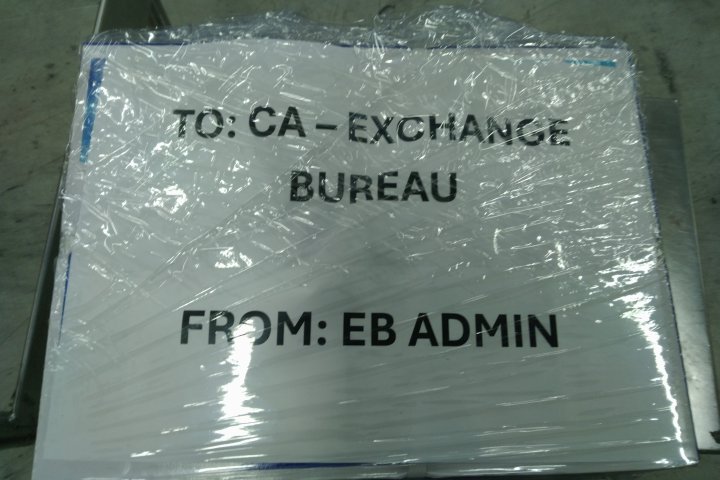 TO: CA – EXCHANGE
BUREAU
FROM: EB ADMIN